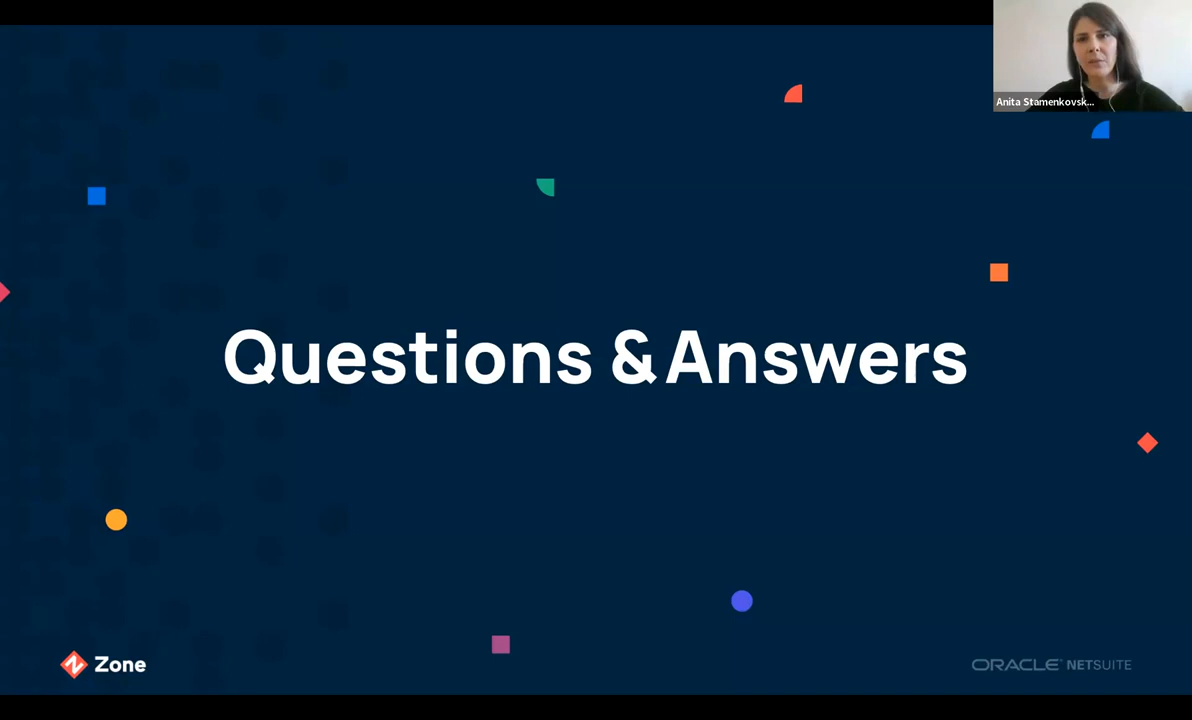 Anita Stamenkovsk...
Questions & Answers
Zone
ORACLE NETSUITE